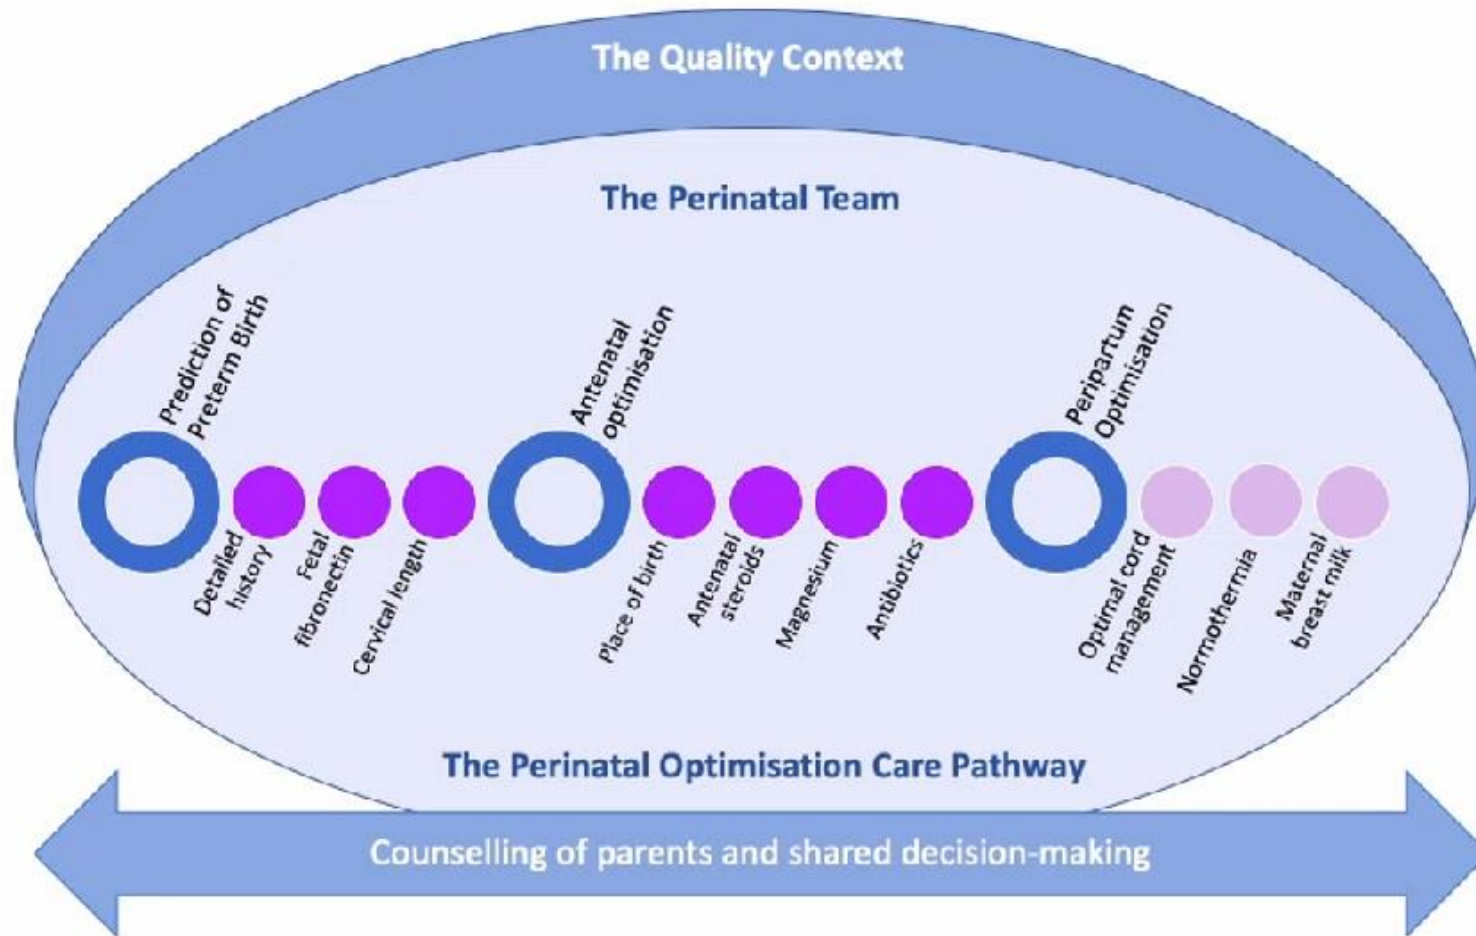 The Quality Context
The Perinatal Team
Prediction of
Preterm Birth
Detailed
history
Fetal
fibronectin
Cervical length
Antenatal
optimisation
Place of birth
Antenatal
steroids
Magnesium
Antibiotics
Peripartum
Optimisation
Optimal cord
management
Normothermia
Maternal
breast milk
The Perinatal Optimisation Care Pathway
Counselling of parents and shared decision-making